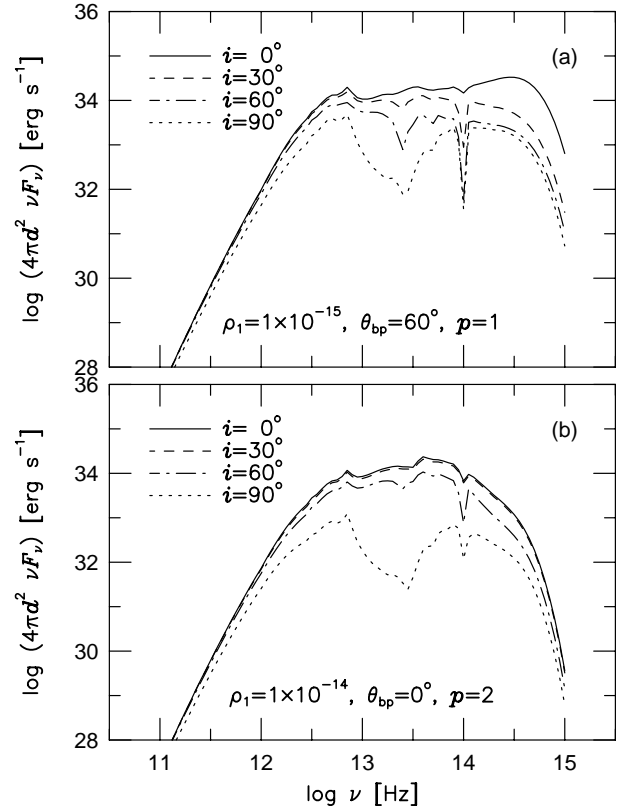 36
(a)
i= 0°
i=30°
i=60°
i=90°
34
32
30
28
log (4πd² νFν) [erg s⁻¹]
ρ₁=1×10⁻¹⁵, θbp=60°, p=1
36
(b)
i= 0°
i=30°
i=60°
i=90°
34
32
30
28
log (4πd² νFν) [erg s⁻¹]
ρ₁=1×10⁻¹⁴, θbp=0°, p=2
11 12 13 14 15
log ν [Hz]